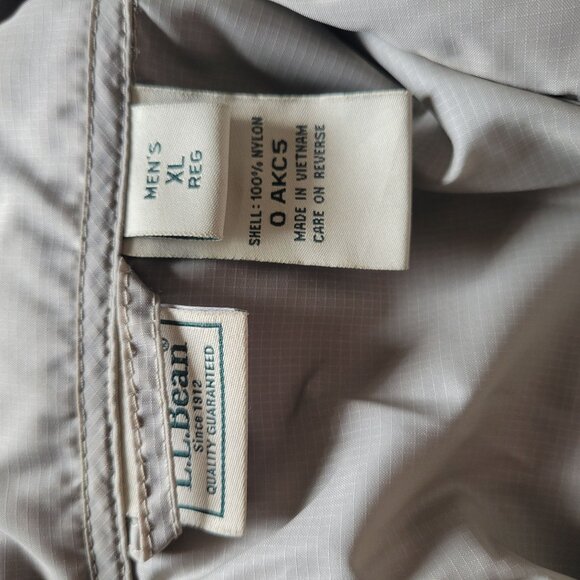 MEN'S
XL
REG
SHELL: 100% NYLON
0 AKC5
MADE IN VIETNAM
CARE ON REVERSE
L.L.Bean®
Since 1912
QUALITY GUARANTEED